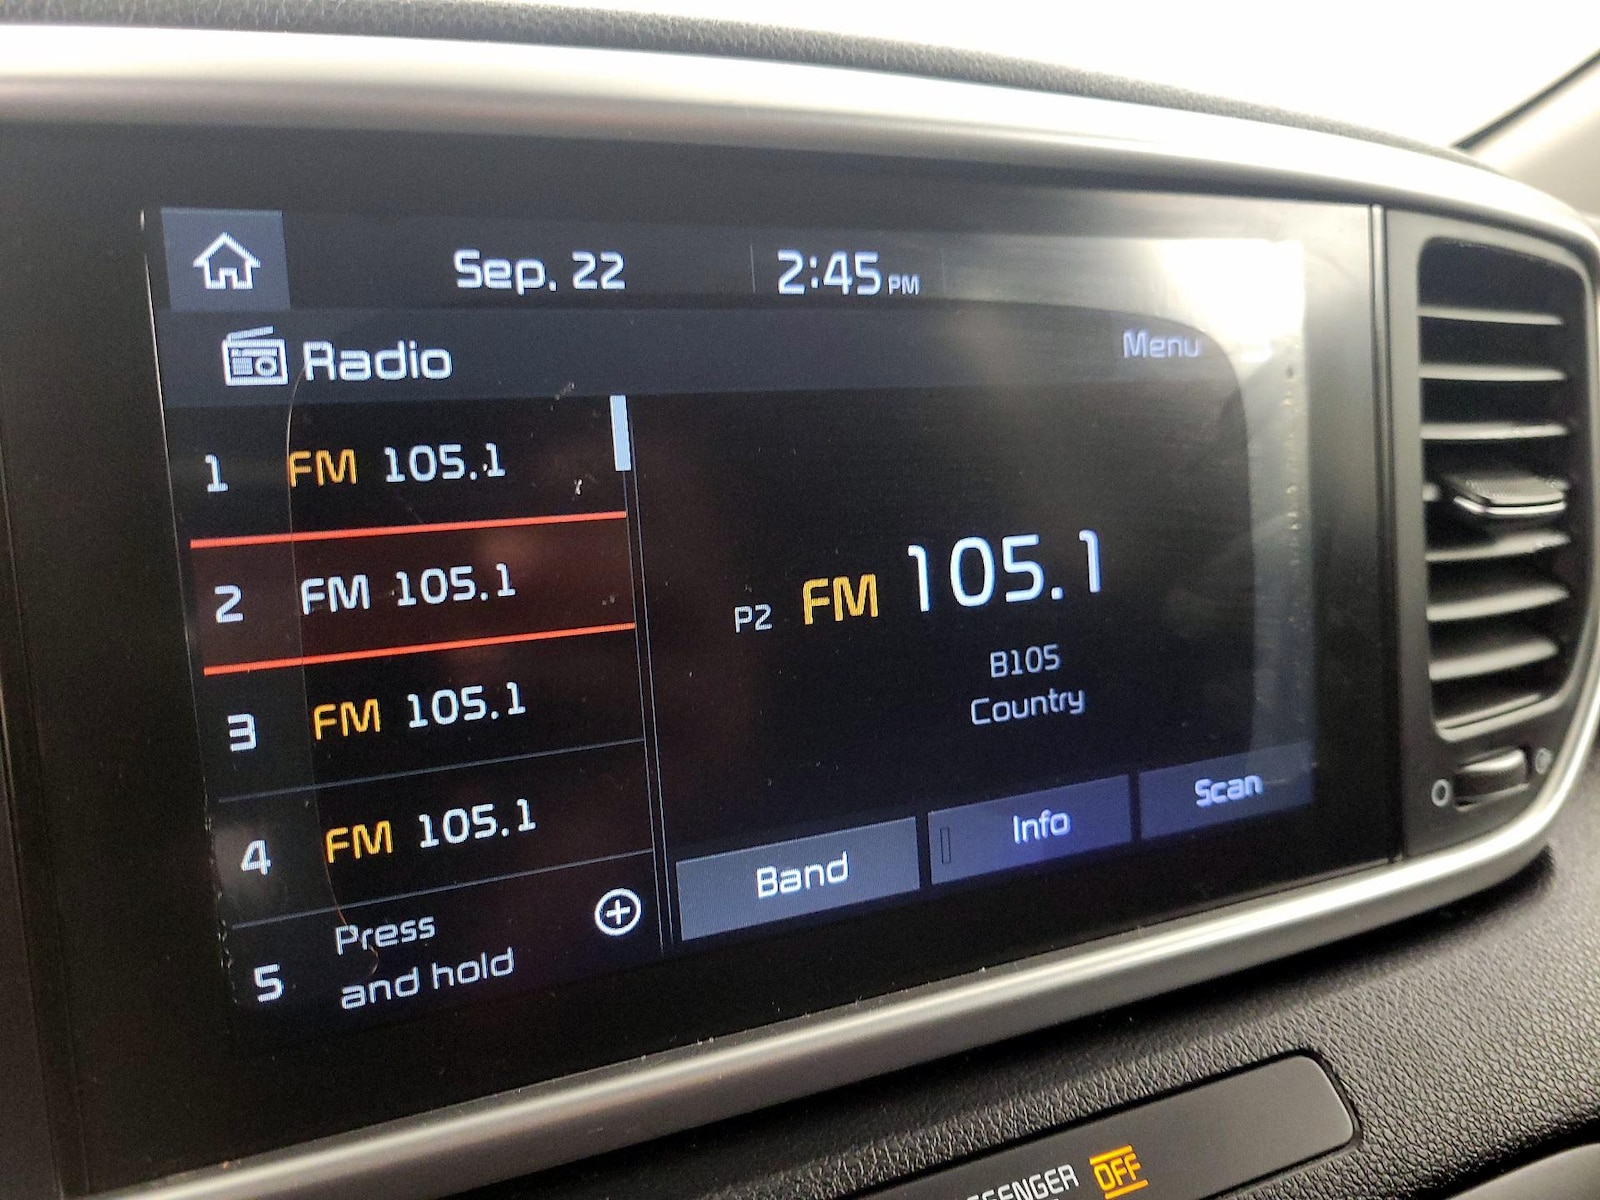 Sep. 22 2:45 PM
Radio Menu
1 FM 105.1
2 FM 105.1
3 FM 105.1
4 FM 105.1
5 Press
and hold
P2 FM 105.1
B105
Country
Band Info Scan
OFF